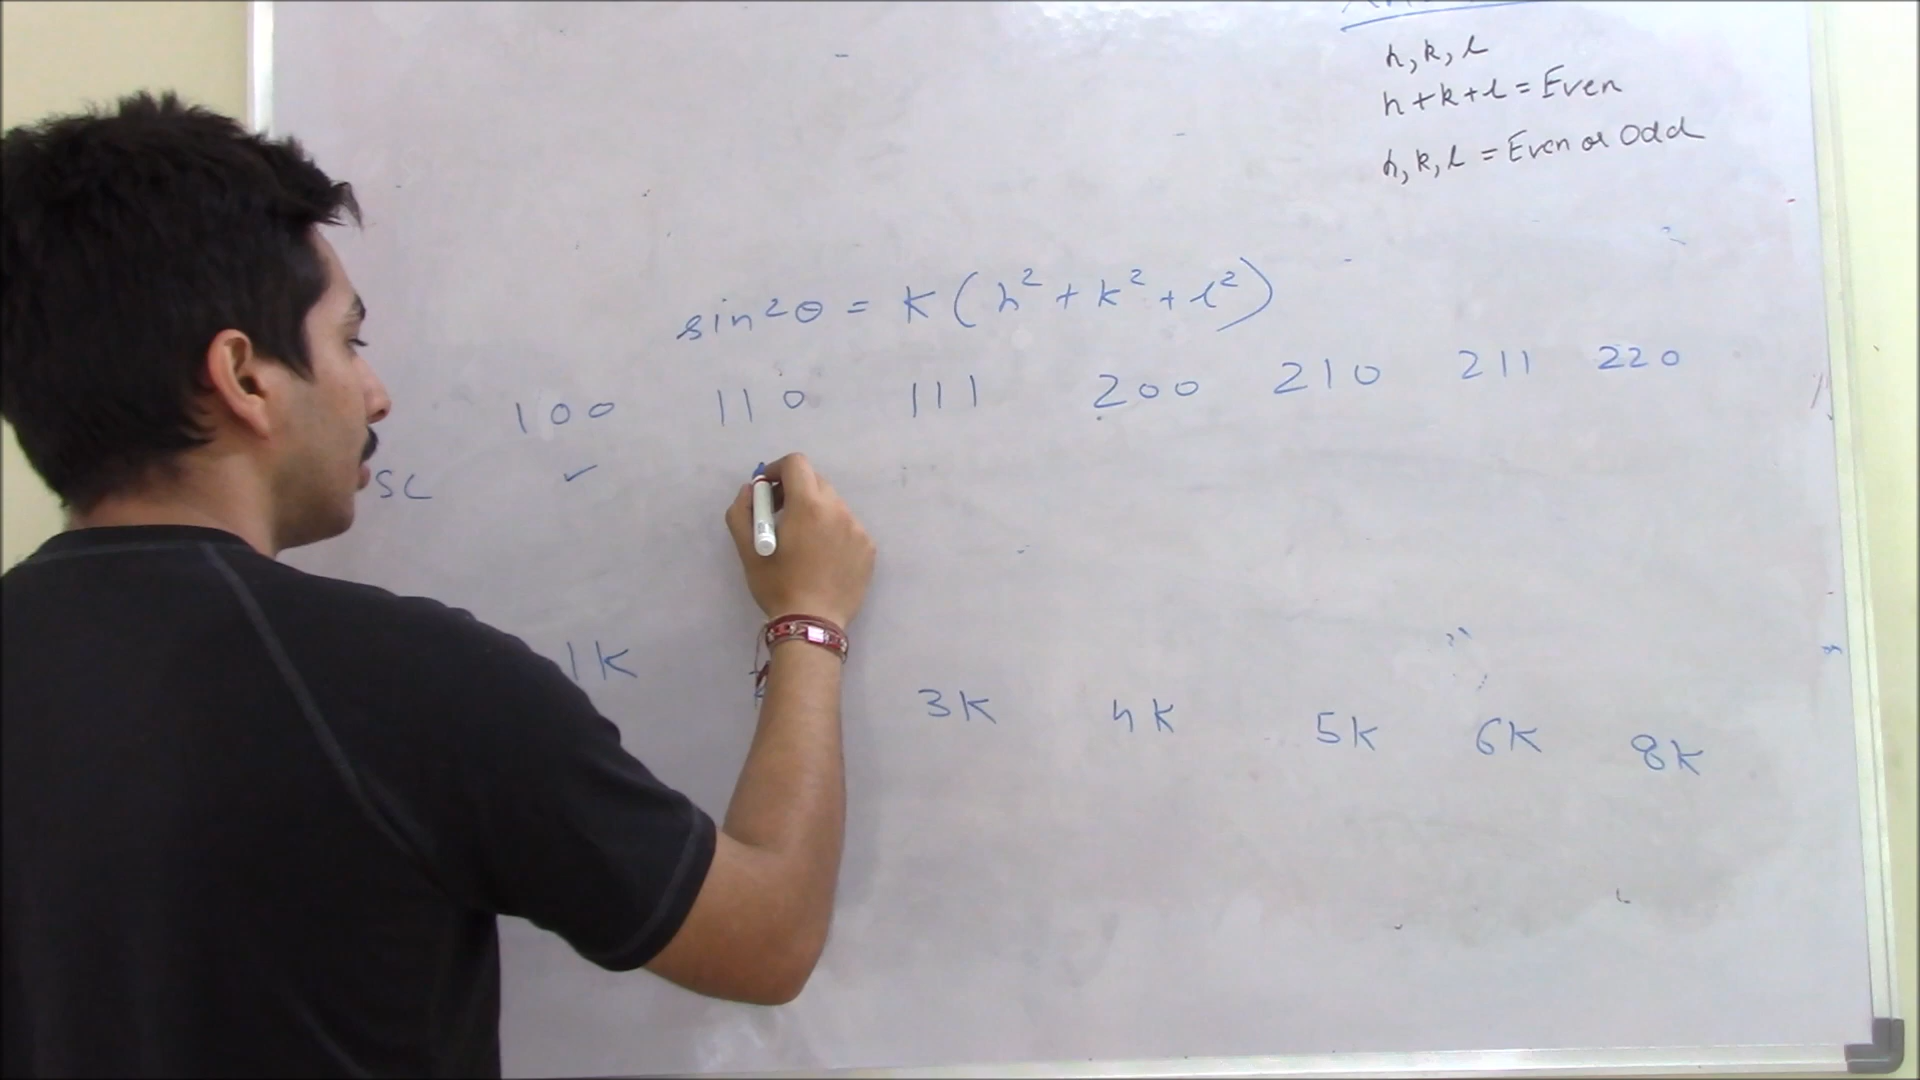 h, k, l
h + k + l = Even
h, k, l = Even or Odd
sin²θ = K (h² + k² + l²)
100 110 111 200 210 211 220
SC ✓
1K 3K 4K 5K 6K 8K